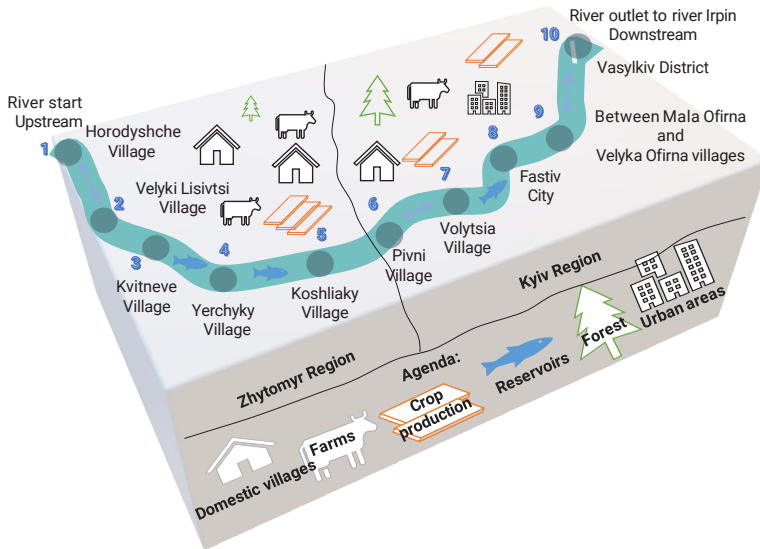 River start
Upstream
1
Horodyshche
Village
2
Velyki Lisivtsi
Village
3
Kvitneve
Village
4
Yerchyky
Village
5
Koshliaky
Village
6
Pivni
Village
7
Volytsia
Village
8
Fastiv
City
9
Between Mala Ofirna
and
Velyka Ofirna villages
10
River outlet to river Irpin
Downstream
Vasylkiv District
Zhytomyr Region
Kyiv Region
Agenda:
Domestic villages
Farms
Crop
production
Reservoirs
Forest
Urban areas